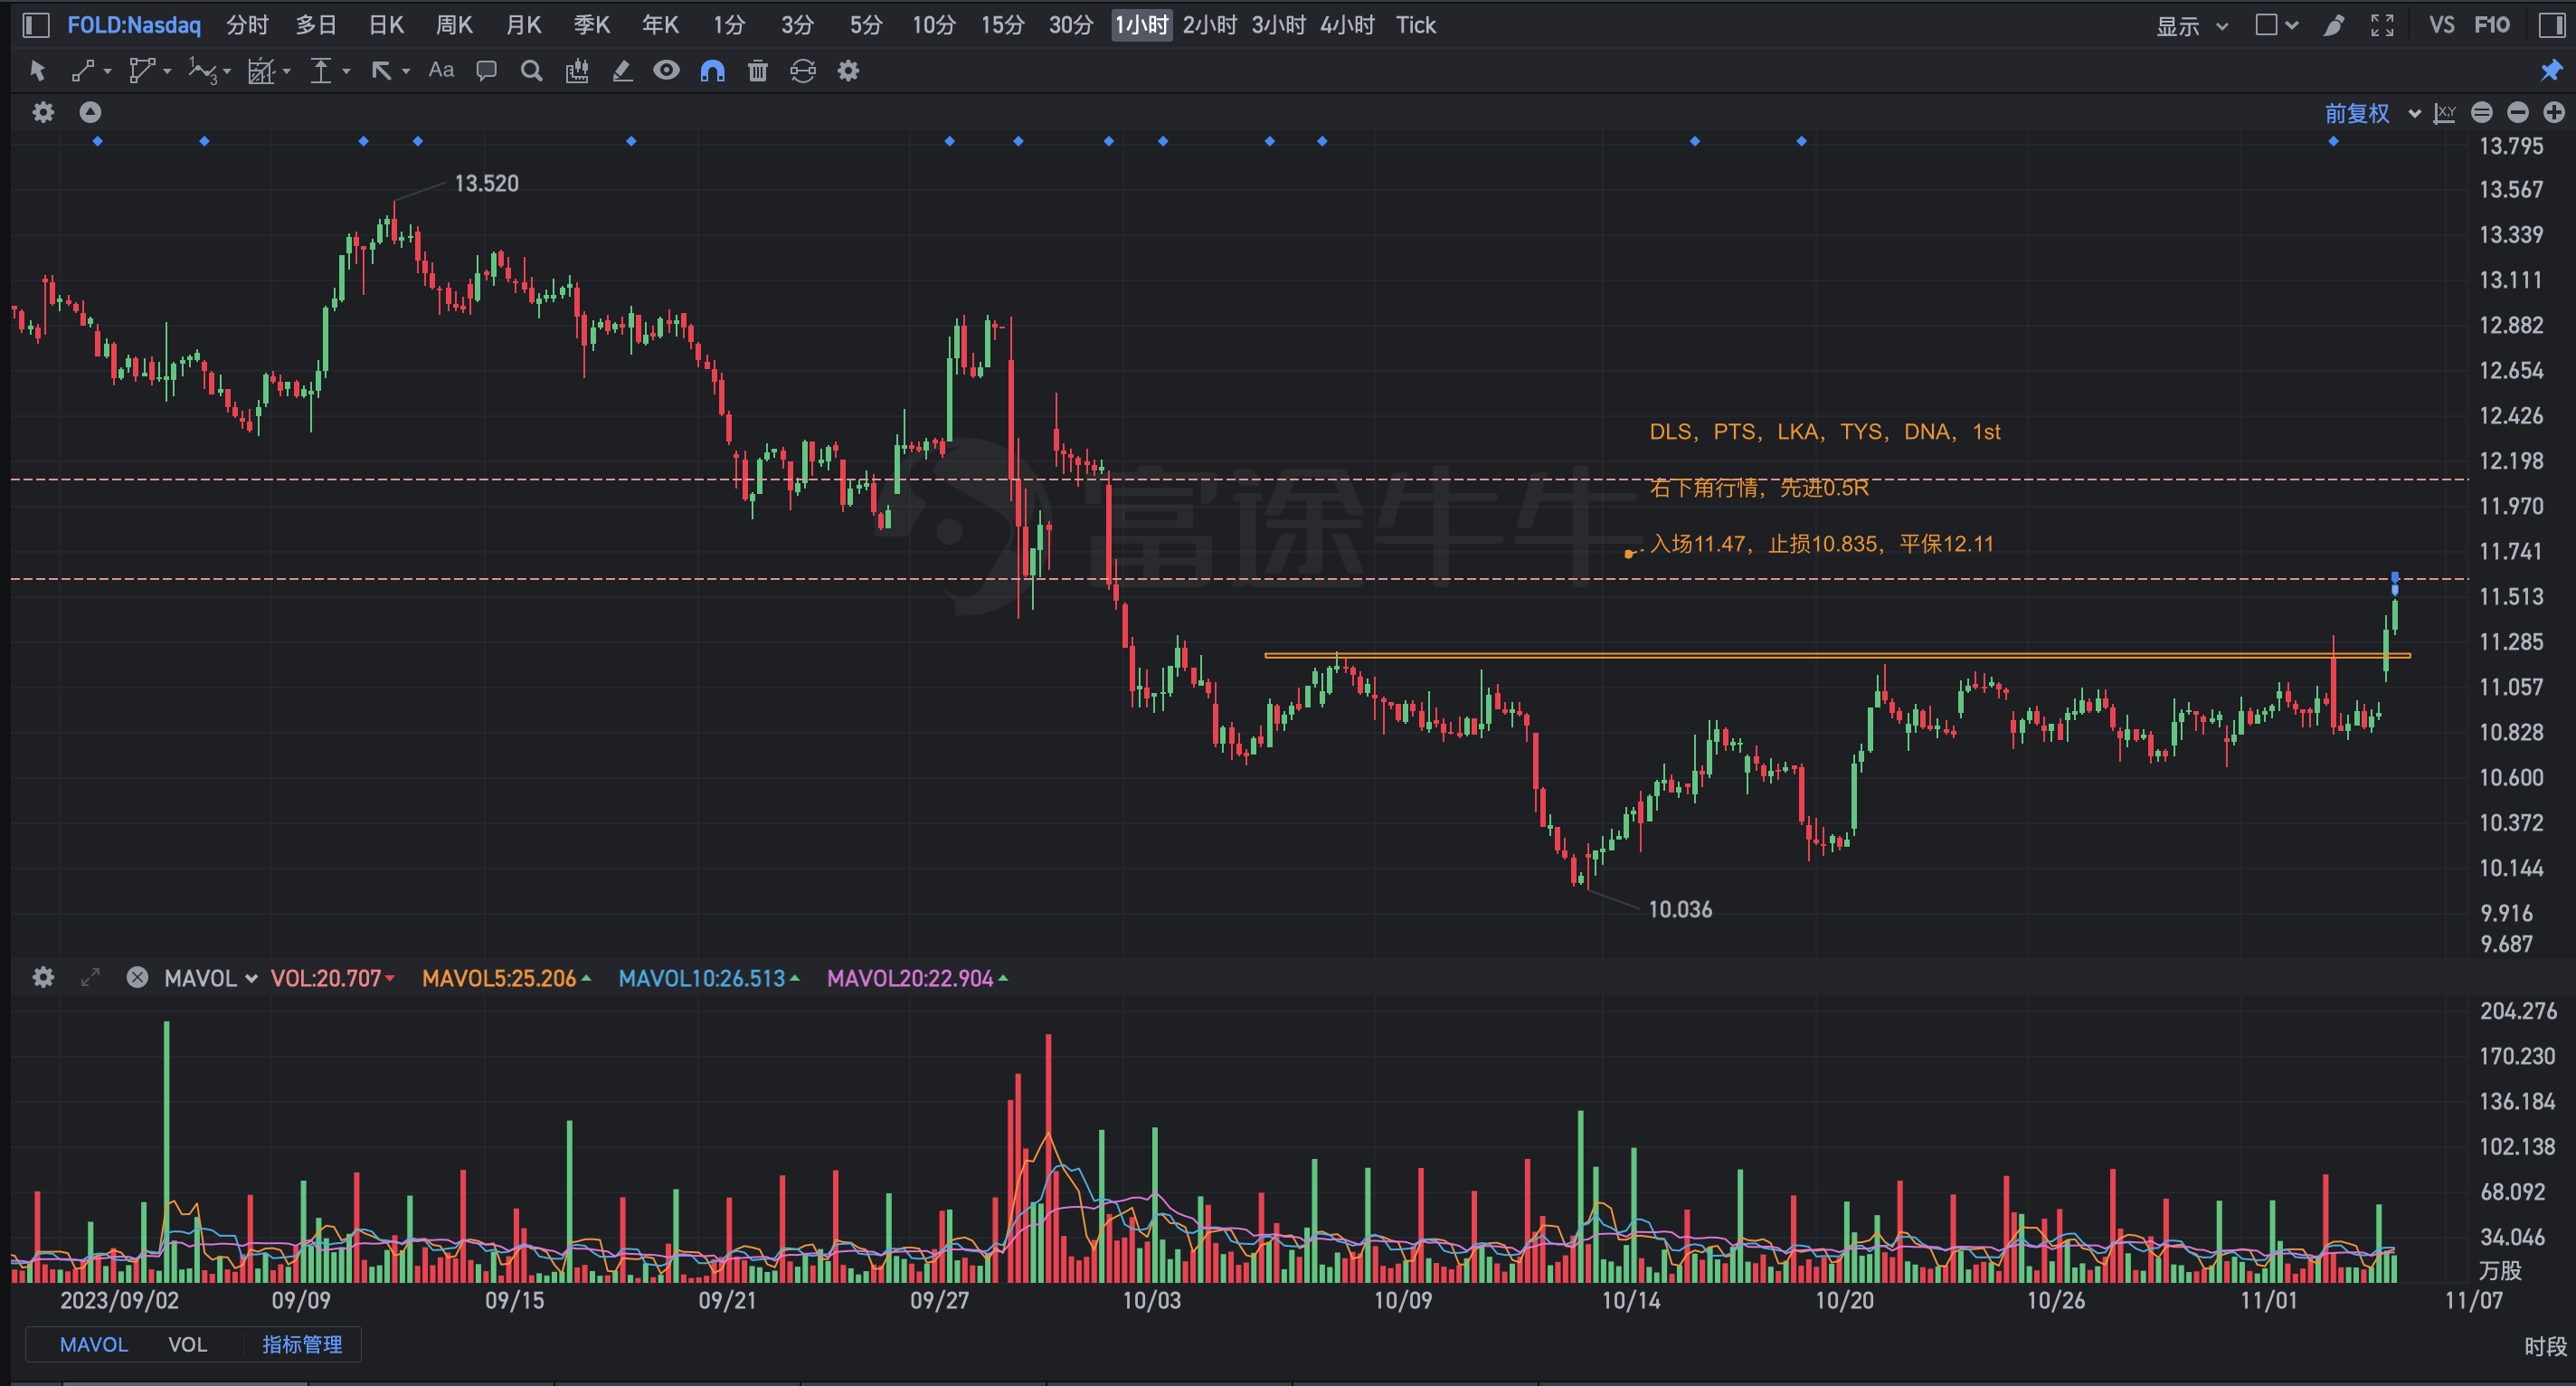 FOLD:Nasdaq 分时 多日 日K 周K 月K 季K 年K 1分 3分 5分 10分 15分 30分 1小时 2小时 3小时 4小时 Tick 显示 VS F10
Aa
前复权 X,Y
13.795
13.520
13.567
13.339
13.111
12.882
12.654
12.426
DLS，PTS，LKA，TYS，DNA，1st
12.198
富途牛牛
右下角行情，先进0.5R
11.970
入场11.47，止损10.835，平保12.11
11.741
11.513
11.285
11.057
10.828
10.600
10.372
10.144
10.036
9.916
9.687
MAVOL VOL:20.707 MAVOL5:25.206 MAVOL10:26.513 MAVOL20:22.904
204.276
170.230
136.184
102.138
68.092
34.046
万股
2023/09/02 09/09 09/15 09/21 09/27 10/03 10/09 10/14 10/20 10/26 11/01 11/07
MAVOL VOL 指标管理 时段